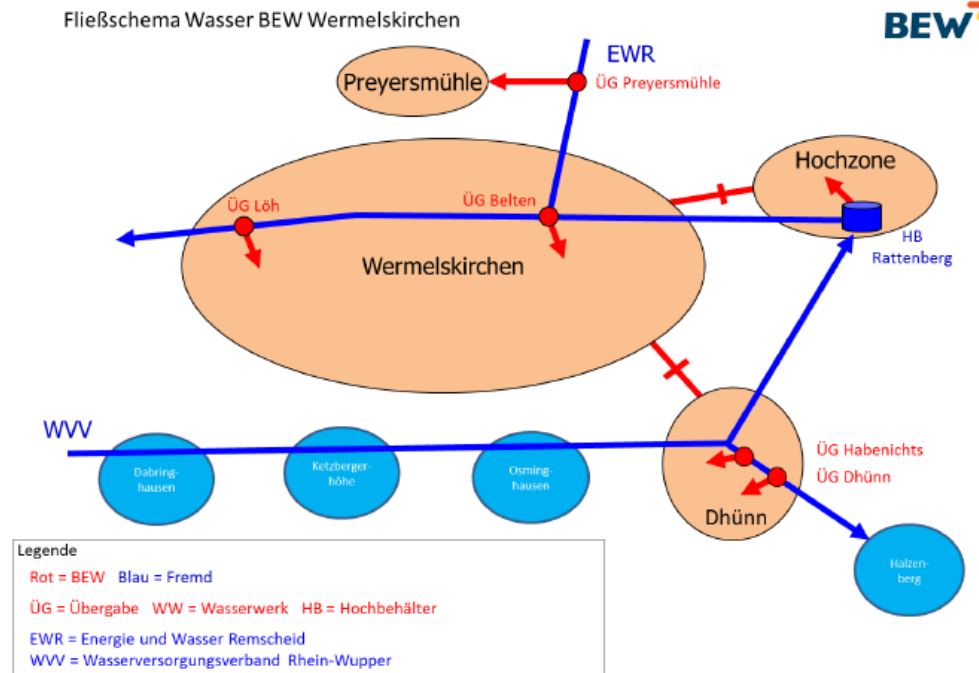 Fließschema Wasser BEW Wermelskirchen
BEW
EWR
Preyersmühle
ÜG Preyersmühle
Hochzone
ÜG Löh
ÜG Belten
HB
Rattenberg
Wermelskirchen
WVV
Dabring-
hausen
Ketzberger-
höhe
Osming-
hausen
ÜG Habenichts
ÜG Dhünn
Dhünn
Halzen-
berg
Legende
Rot = BEW Blau = Fremd
ÜG = Übergabe WW = Wasserwerk HB = Hochbehälter
EWR = Energie und Wasser Remscheid
WVV = Wasserversorgungsverband Rhein-Wupper